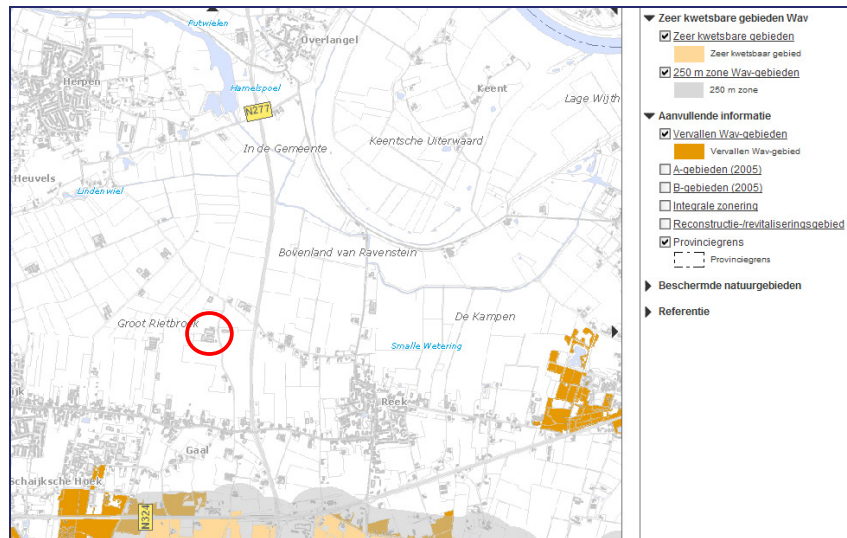 Putwielen
Overlangel
Herpen
Hamelspoel
Keent
Lage Wijth
N277
In de Gemeente
Keentsche Uiterwaard
Heuvels
Lindenwiel
Bovenland van Ravenstein
Groot Rietbroek
De Kampen
Smalle Wetering
ijk
Reek
Gaal
Schaijksche Hoek
N324
Zeer kwetsbare gebieden Wav
Zeer kwetsbare gebieden
Zeer kwetsbaar gebied
250 m zone Wav-gebieden
250 m zone
Aanvullende informatie
Vervallen Wav-gebieden
Vervallen Wav-gebied
A-gebieden (2005)
B-gebieden (2005)
Integrale zonering
Reconstructie-/revitaliseringsgebied
Provinciegrens
Provinciegrens
Beschermde natuurgebieden
Referentie